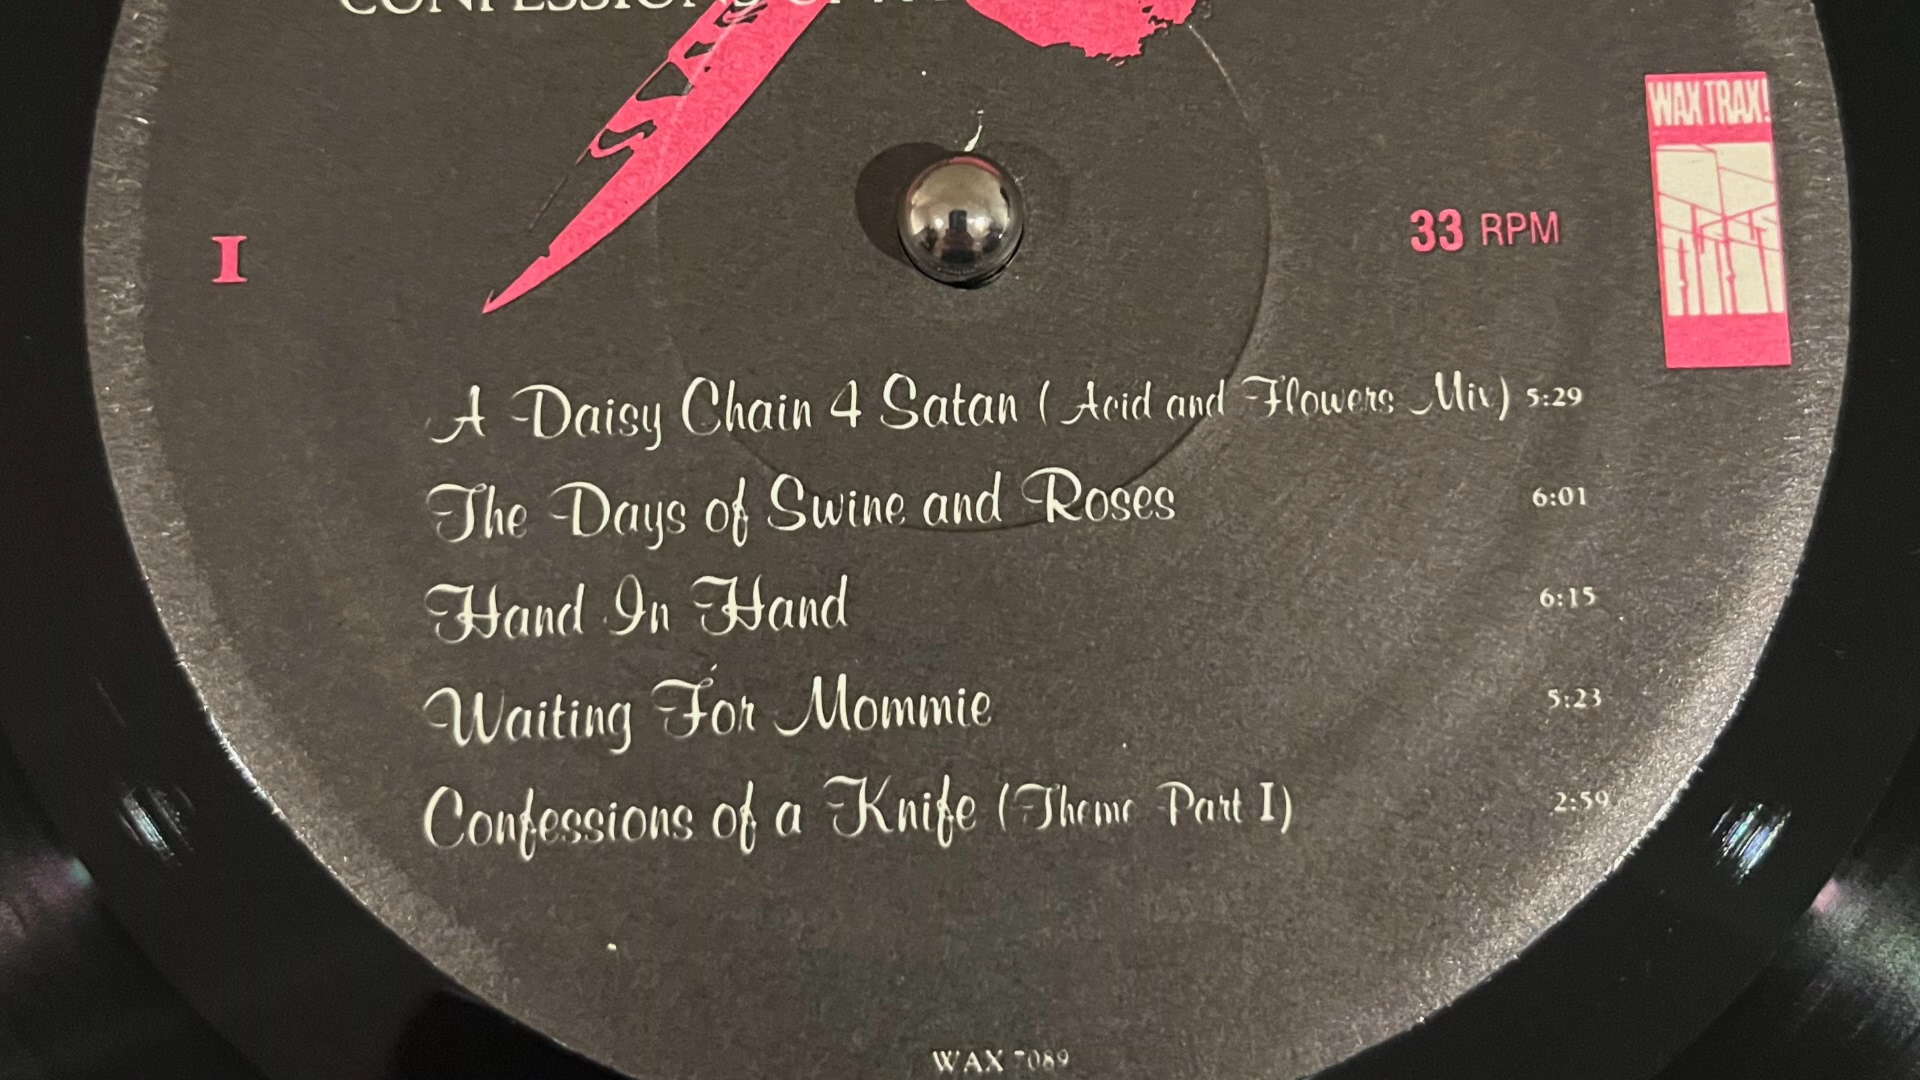 CONFESSIONS OF A
WAX TRAX!
I
33 RPM
A Daisy Chain 4 Satan (Acid and Flowers Mix) 5:29
The Days of Swine and Roses 6:01
Hand In Hand 6:15
Waiting For Mommie 5:23
Confessions of a Knife (Theme Part I) 2:59
WAX 7089